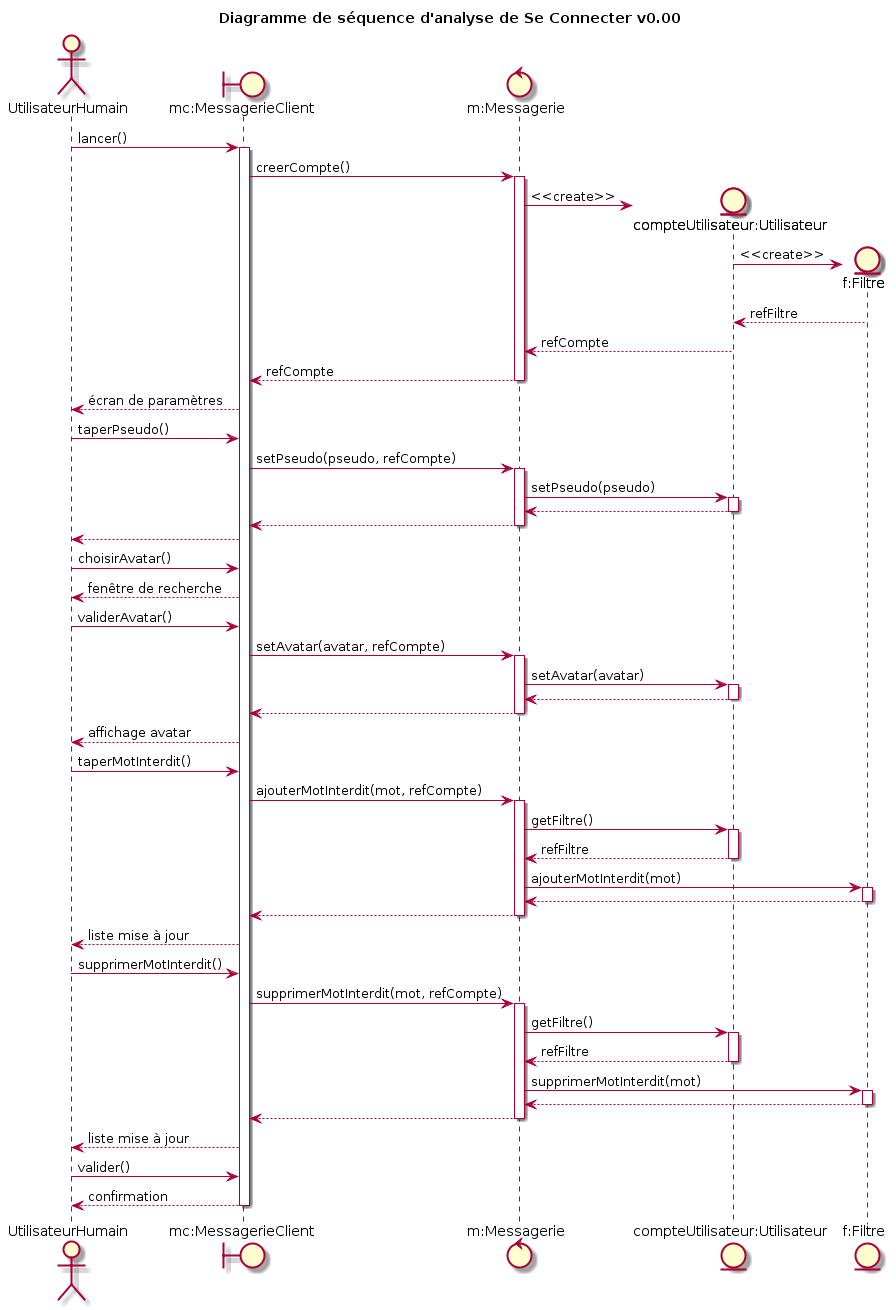 Diagramme de séquence d'analyse de Se Connecter v0.00
UtilisateurHumain
mc:MessagerieClient
m:Messagerie
lancer()
creerCompte()
<<create>>
compteUtilisateur:Utilisateur
<<create>>
f:Filtre
refFiltre
refCompte
refCompte
écran de paramètres
taperPseudo()
setPseudo(pseudo, refCompte)
setPseudo(pseudo)
choisirAvatar()
fenêtre de recherche
validerAvatar()
setAvatar(avatar, refCompte)
setAvatar(avatar)
affichage avatar
taperMotInterdit()
ajouterMotInterdit(mot, refCompte)
getFiltre()
refFiltre
ajouterMotInterdit(mot)
liste mise à jour
supprimerMotInterdit()
supprimerMotInterdit(mot, refCompte)
getFiltre()
refFiltre
supprimerMotInterdit(mot)
liste mise à jour
valider()
confirmation
UtilisateurHumain
mc:MessagerieClient
m:Messagerie
compteUtilisateur:Utilisateur
f:Filtre